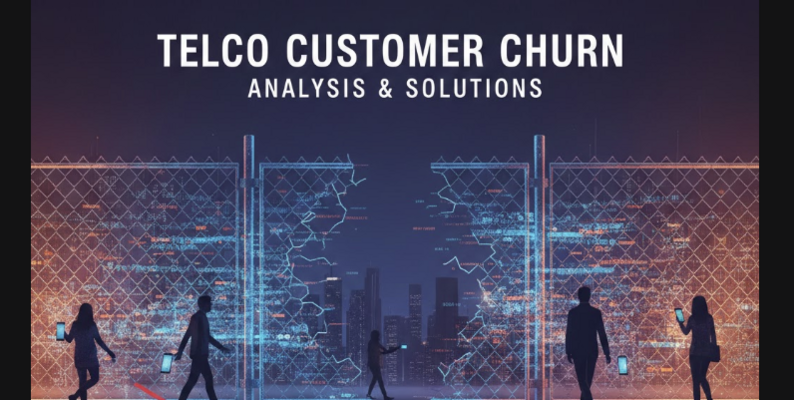 TELCO CUSTOMER CHURN
ANALYSIS & SOLUTIONS